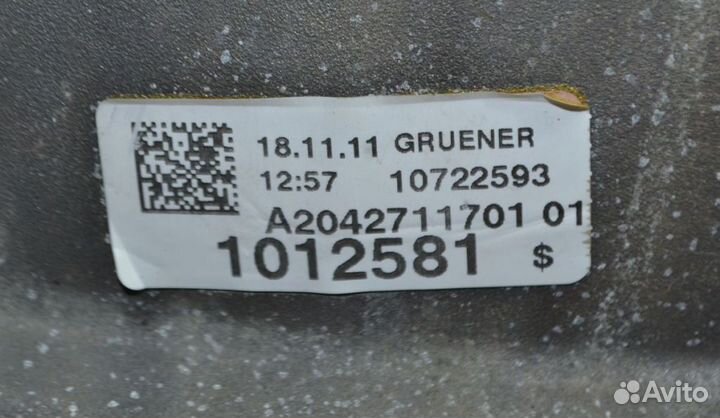 18.11.11 GRUENER
12:57 10722593
A2042711701 01
1012581 $
Avito